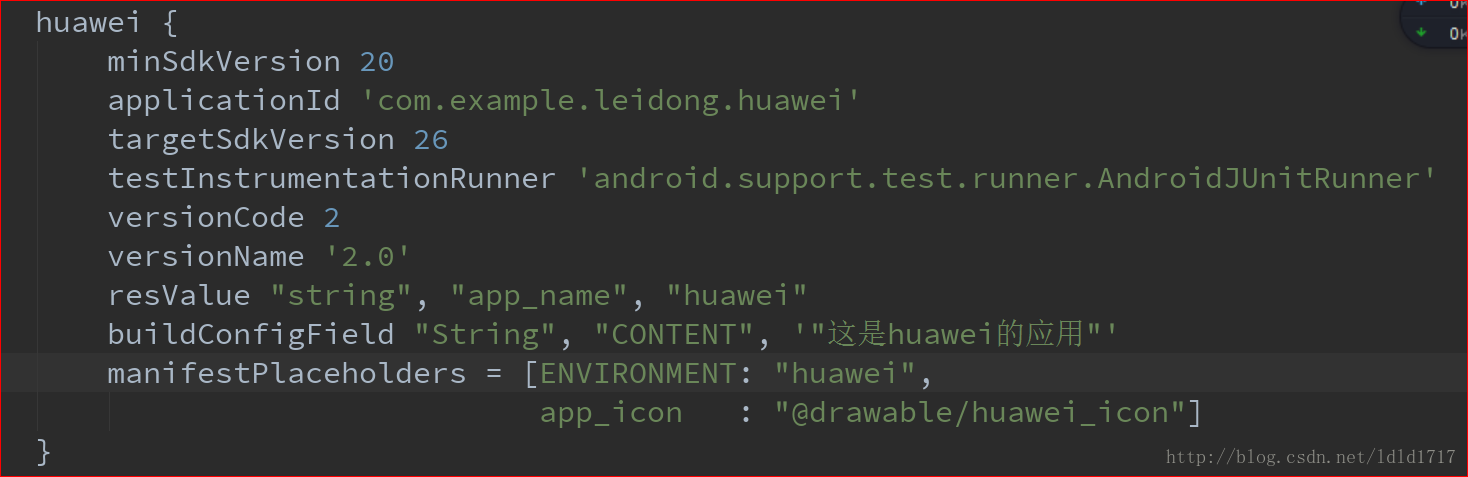 huawei {
minSdkVersion 20
applicationId 'com.example.leidong.huawei'
targetSdkVersion 26
testInstrumentationRunner 'android.support.test.runner.AndroidJUnitRunner'
versionCode 2
versionName '2.0'
resValue "string", "app_name", "huawei"
buildConfigField "String", "CONTENT", '"这是huawei的应用"'
manifestPlaceholders = [ENVIRONMENT: "huawei",
app_icon   : "@drawable/huawei_icon"]
}
http://blog.csdn.net/ldld1717